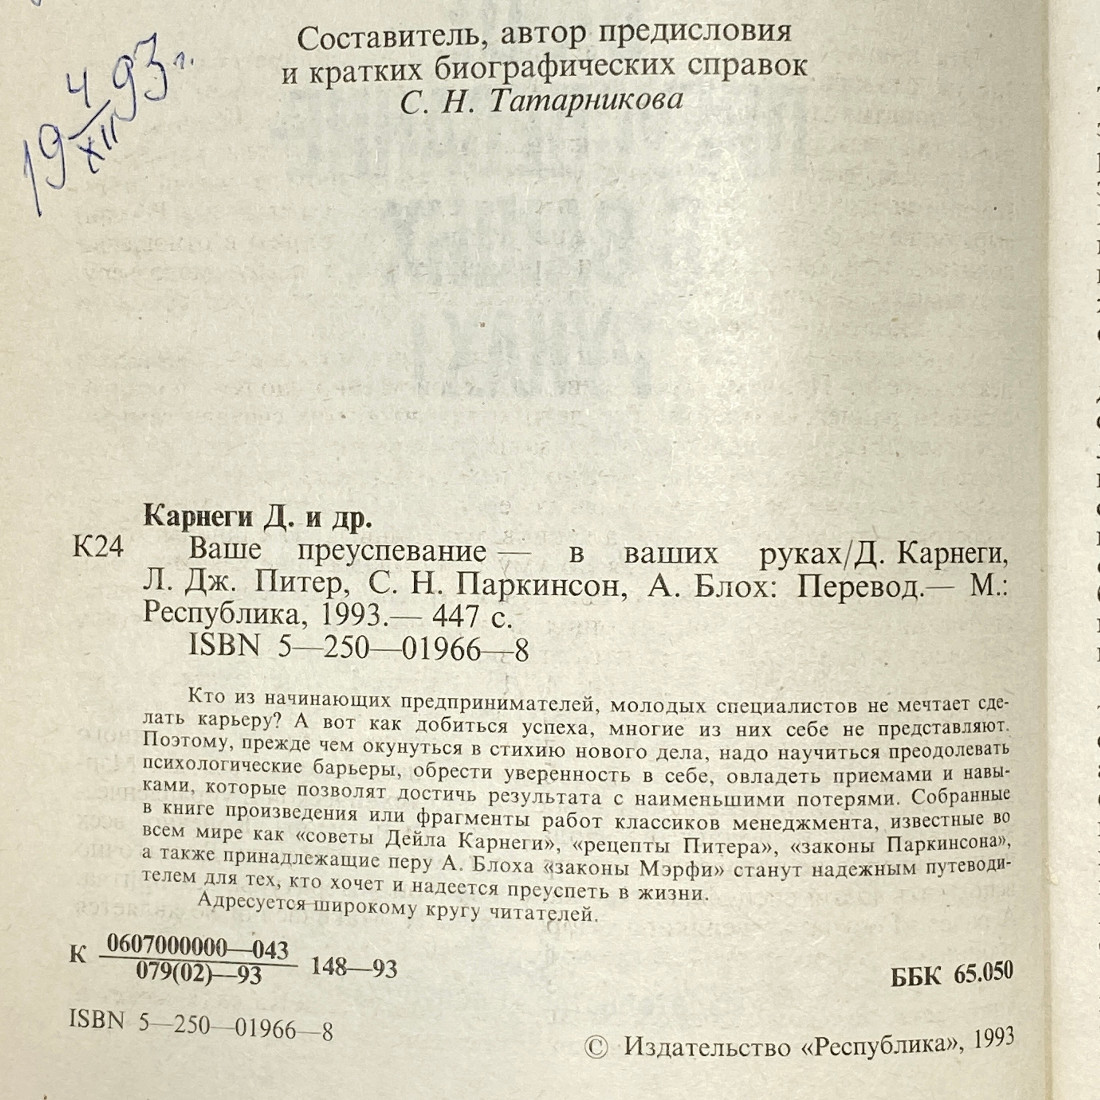 19 4/XII 93 г.
Составитель, автор предисловия
и кратких биографических справок
С. Н. Татарникова
Карнеги Д. и др.
К24 Ваше преуспевание — в ваших руках/Д. Карнеги,
Л. Дж. Питер, С. Н. Паркинсон, А. Блох: Перевод.— М.:
Республика, 1993.— 447 с.
ISBN 5—250—01966—8
Кто из начинающих предпринимателей, молодых специалистов не мечтает сде-
лать карьеру? А вот как добиться успеха, многие из них себе не представляют.
Поэтому, прежде чем окунуться в стихию нового дела, надо научиться преодолевать
психологические барьеры, обрести уверенность в себе, овладеть приемами и навы-
ками, которые позволят достичь результата с наименьшими потерями. Собранные
в книге произведения или фрагменты работ классиков менеджмента, известные во
всем мире как «советы Дейла Карнеги», «рецепты Питера», «законы Паркинсона»,
а также принадлежащие перу А. Блоха «законы Мэрфи» станут надежным путеводи-
телем для тех, кто хочет и надеется преуспеть в жизни.
Адресуется широкому кругу читателей.
К 0607000000—043
079(02)—93 148—93
ББК 65.050
ISBN 5—250—01966—8
© Издательство «Республика», 1993